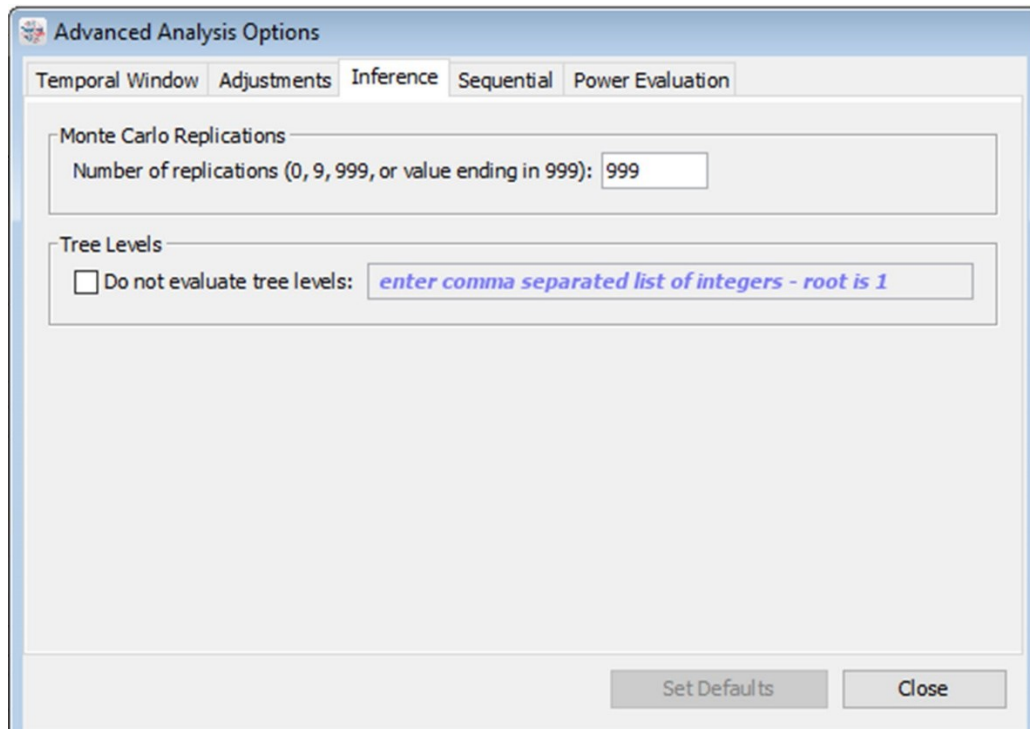 Advanced Analysis Options
Temporal Window Adjustments Inference Sequential Power Evaluation
Monte Carlo Replications
Number of replications (0, 9, 999, or value ending in 999): 999
Tree Levels
Do not evaluate tree levels: enter comma separated list of integers - root is 1
Set Defaults Close